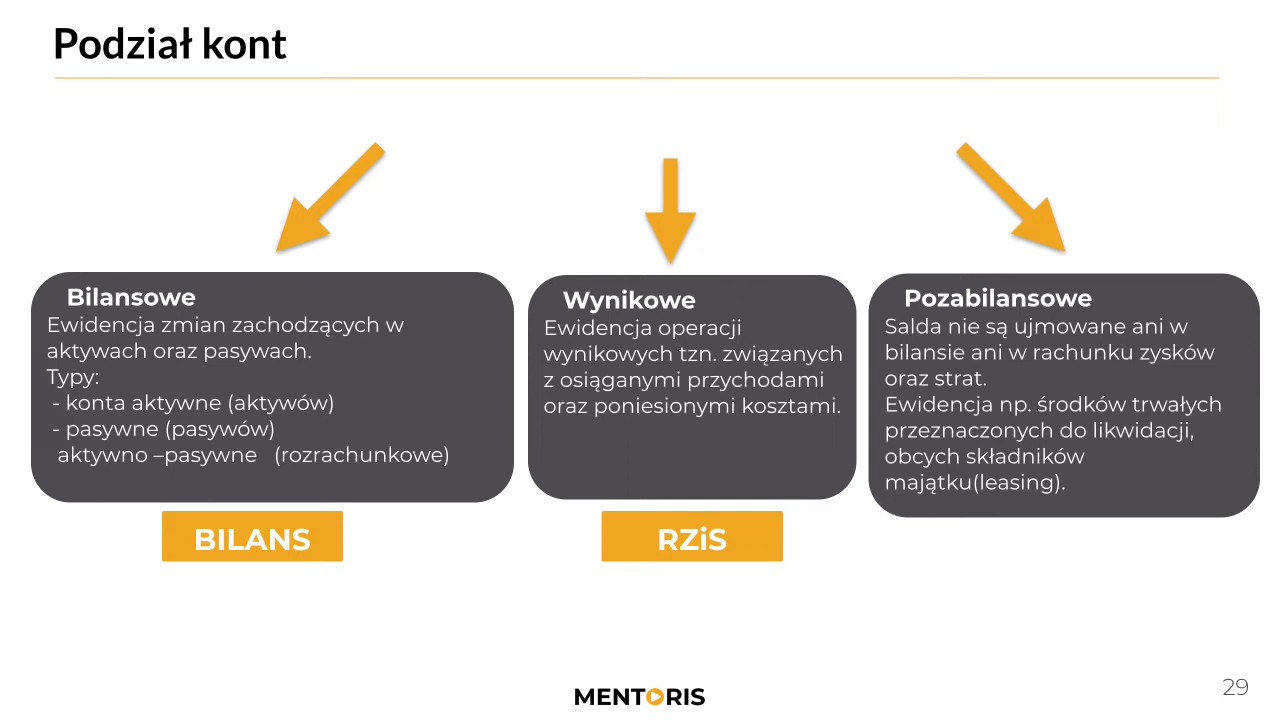 Podział kont
Bilansowe
Ewidencja zmian zachodzących w
aktywach oraz pasywach.
Typy:
- konta aktywne (aktywów)
- pasywne (pasywów)
aktywno –pasywne (rozrachunkowe)
BILANS
Wynikowe
Ewidencja operacji
wynikowych tzn. związanych
z osiąganymi przychodami
oraz poniesionymi kosztami.
RZiS
Pozabilansowe
Salda nie są ujmowane ani w
bilansie ani w rachunku zysków
oraz strat.
Ewidencja np. środków trwałych
przeznaczonych do likwidacji,
obcych składników
majątku(leasing).
MENTORIS
29